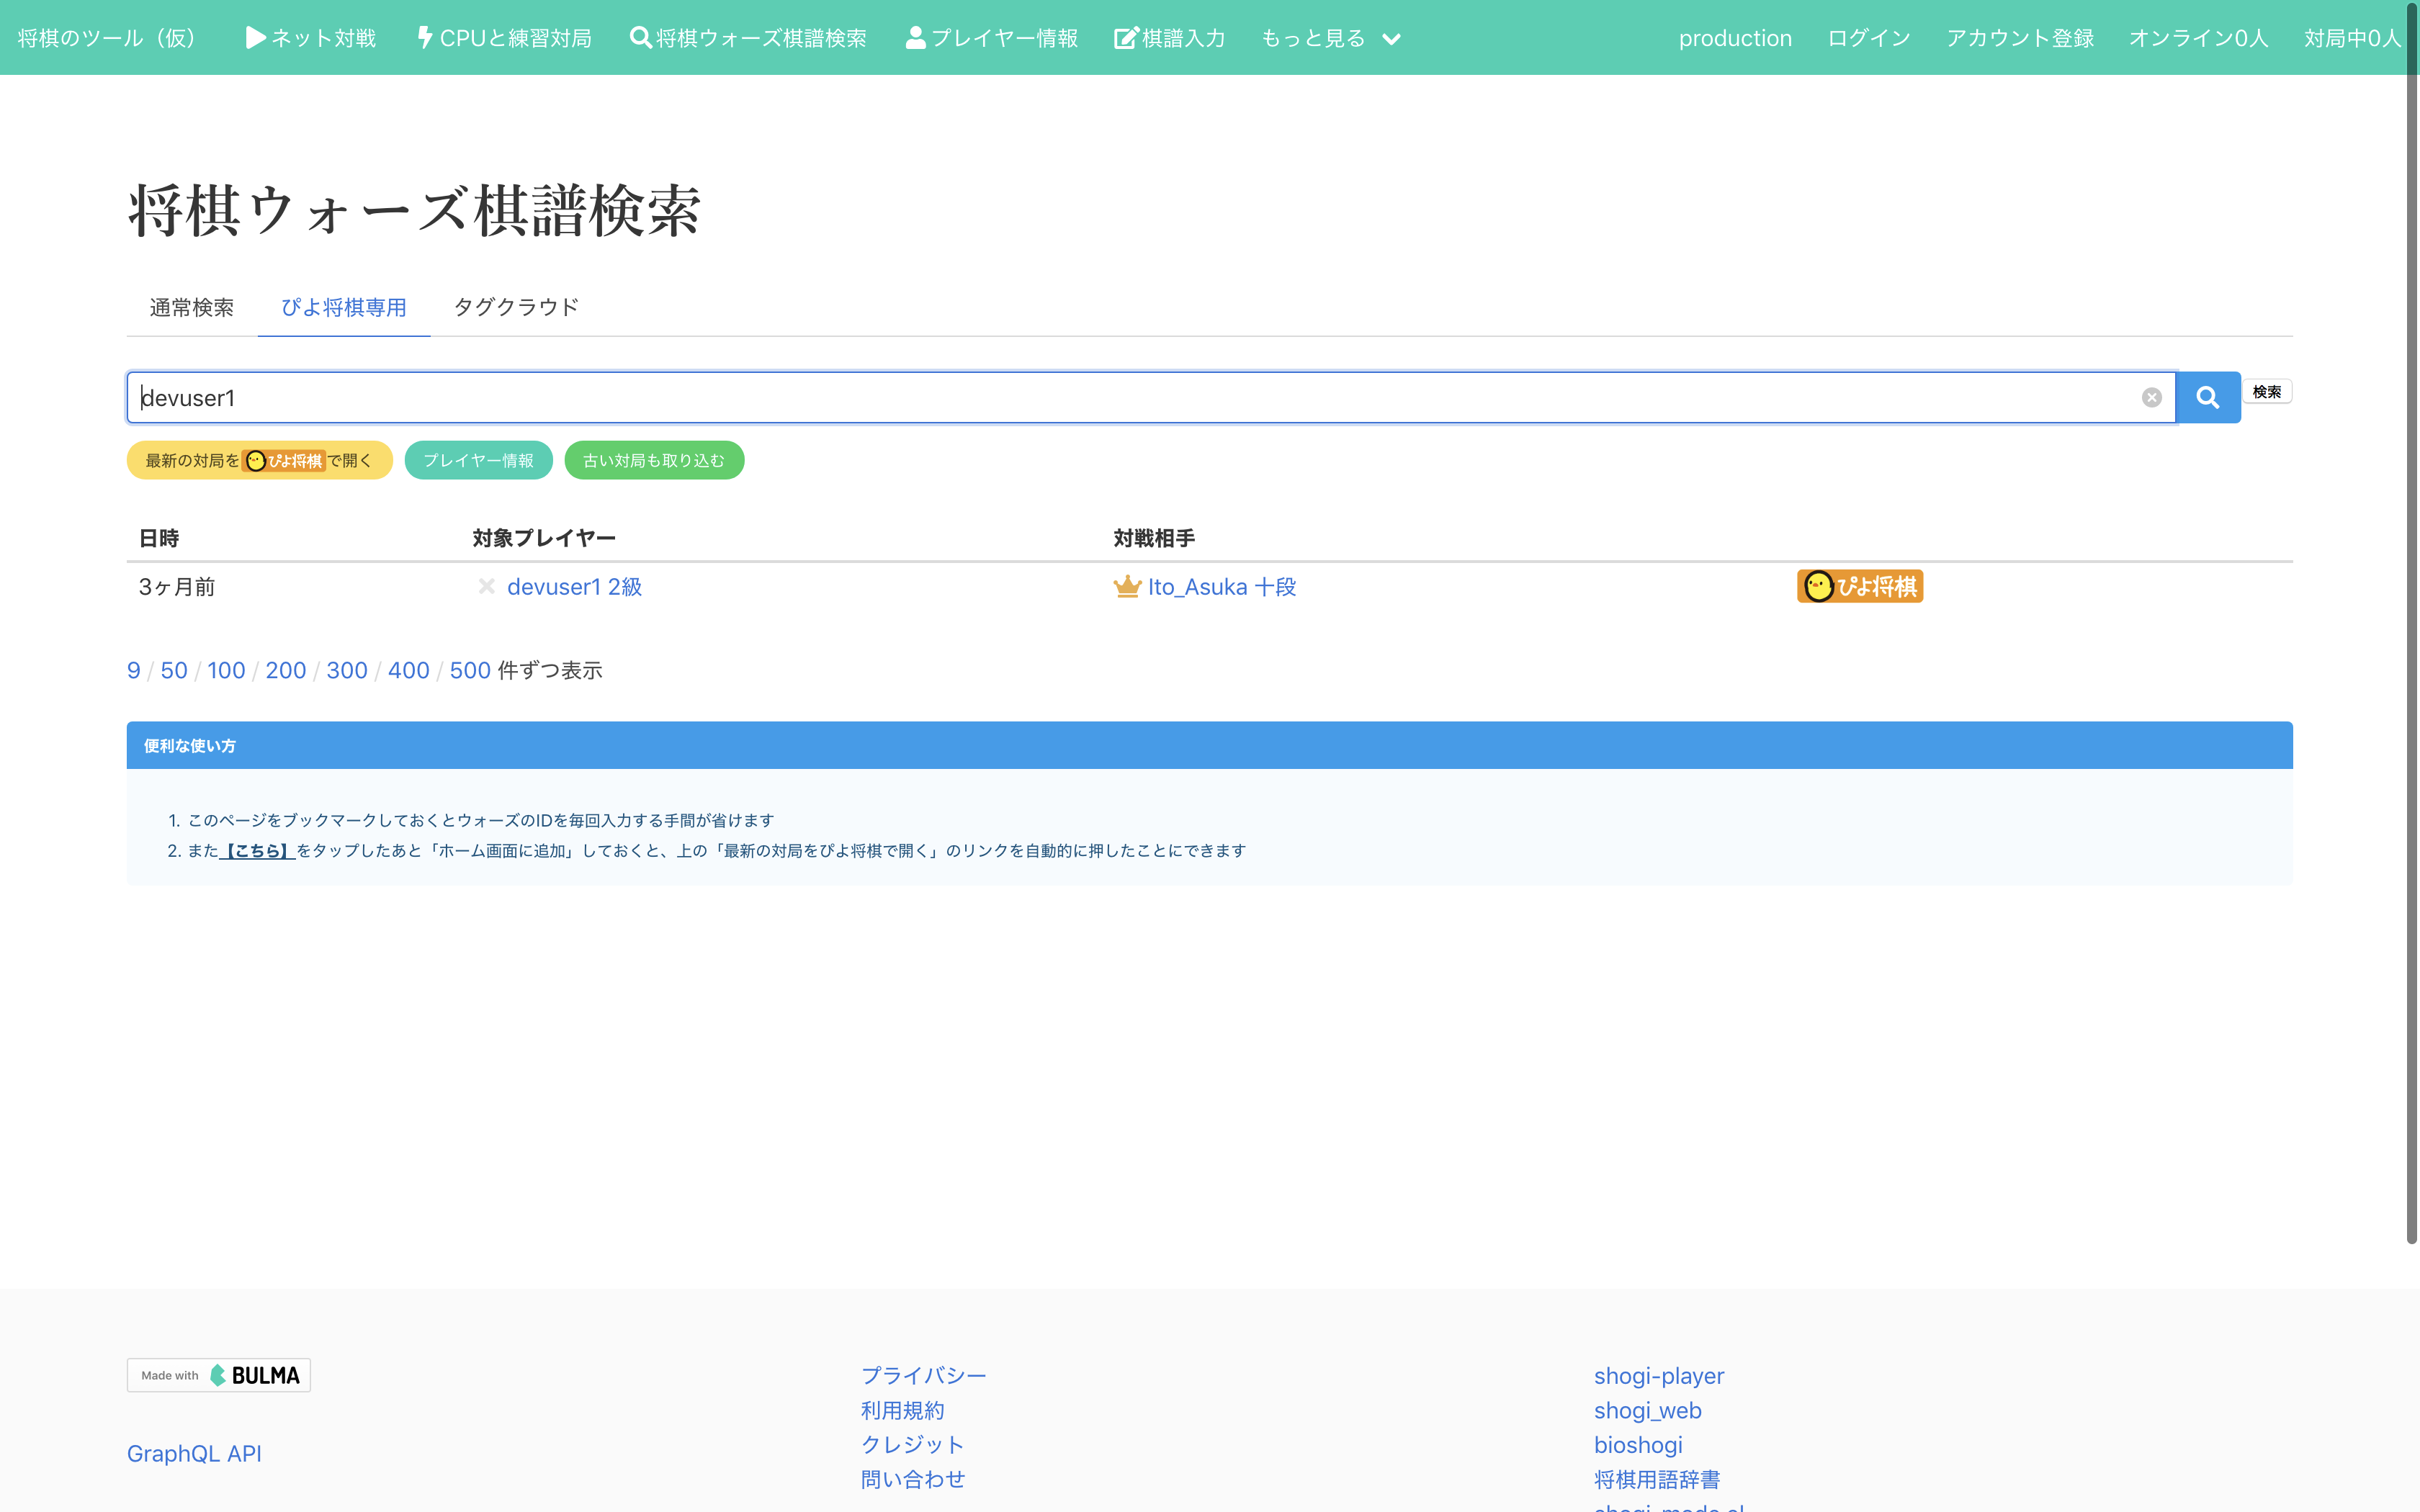 将棋のツール（仮） ネット対戦 CPUと練習対局 将棋ウォーズ棋譜検索 プレイヤー情報 棋譜入力 もっと見る production ログイン アカウント登録 オンライン0人 対局中0人
将棋ウォーズ棋譜検索
通常検索 ぴよ将棋専用 タグクラウド
devuser1 検索
最新の対局をぴよ将棋で開く プレイヤー情報 古い対局も取り込む
日時 対象プレイヤー 対戦相手
3ヶ月前 devuser1 2級 Ito_Asuka 十段 ぴよ将棋
9 / 50 / 100 / 200 / 300 / 400 / 500 件ずつ表示
便利な使い方
1. このページをブックマークしておくとウォーズのIDを毎回入力する手間が省けます
2. また【こちら】をタップしたあと「ホーム画面に追加」しておくと、上の「最新の対局をぴよ将棋で開く」のリンクを自動的に押したことにできます
Made with BULMA プライバシー shogi-player
利用規約 shogi_web
GraphQL API クレジット bioshogi
問い合わせ 将棋用語辞書